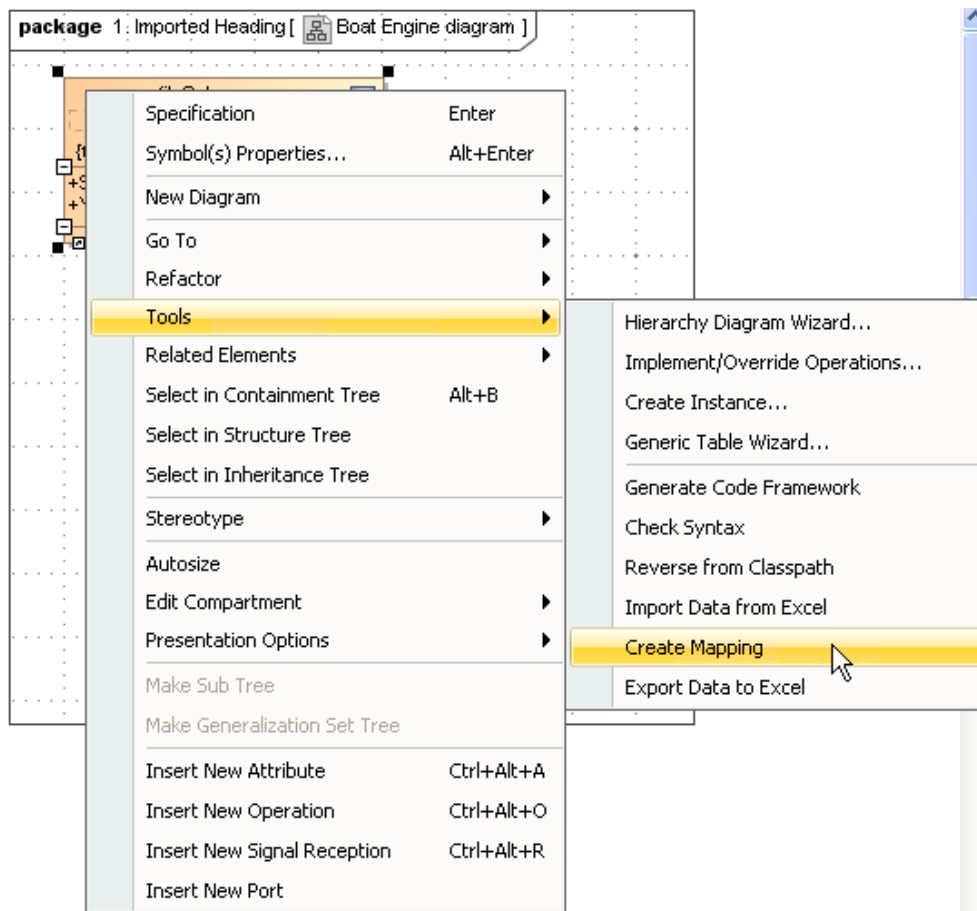 package 1. Imported Heading [ Boat Engine diagram ]
Specification Enter
Symbol(s) Properties... Alt+Enter
New Diagram
Go To
Refactor
Tools
Related Elements
Select in Containment Tree Alt+B
Select in Structure Tree
Select in Inheritance Tree
Stereotype
Autosize
Edit Compartment
Presentation Options
Make Sub Tree
Make Generalization Set Tree
Insert New Attribute Ctrl+Alt+A
Insert New Operation Ctrl+Alt+O
Insert New Signal Reception Ctrl+Alt+R
Insert New Port
Hierarchy Diagram Wizard...
Implement/Override Operations...
Create Instance...
Generic Table Wizard...
Generate Code Framework
Check Syntax
Reverse from Classpath
Import Data from Excel
Create Mapping
Export Data to Excel